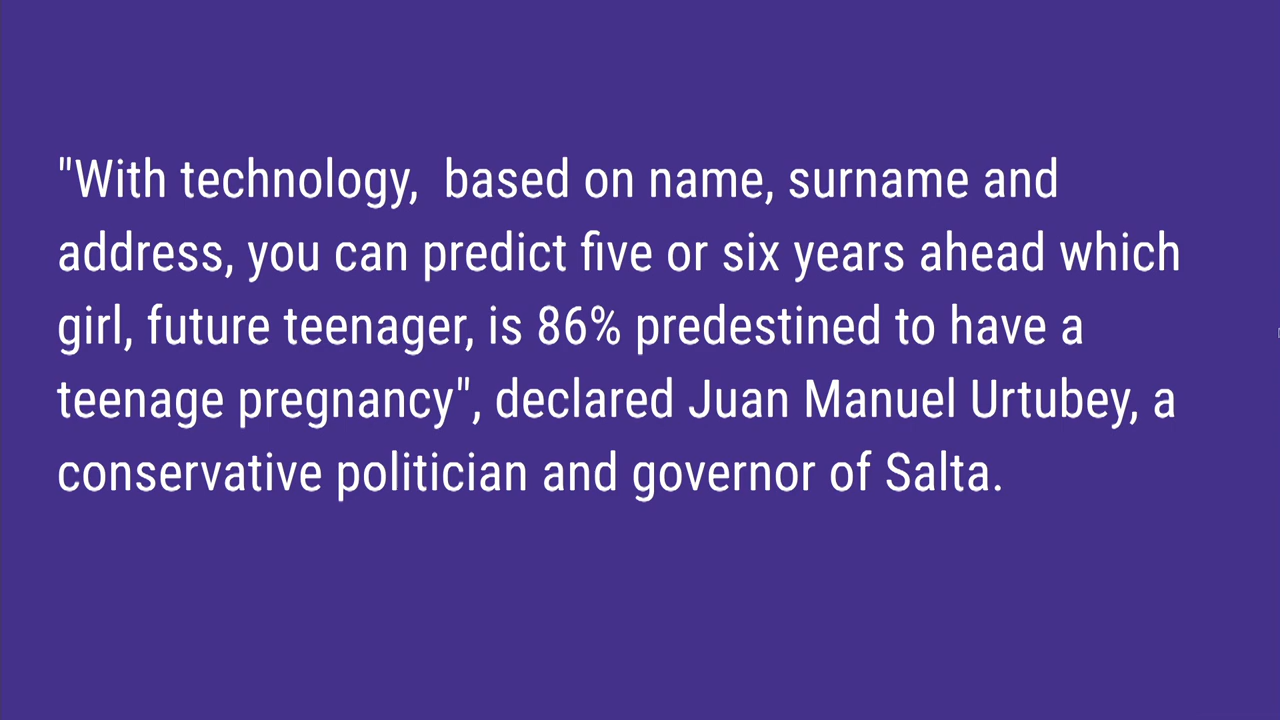 "With technology,  based on name, surname and
address, you can predict five or six years ahead which
girl, future teenager, is 86% predestined to have a
teenage pregnancy", declared Juan Manuel Urtubey, a
conservative politician and governor of Salta.